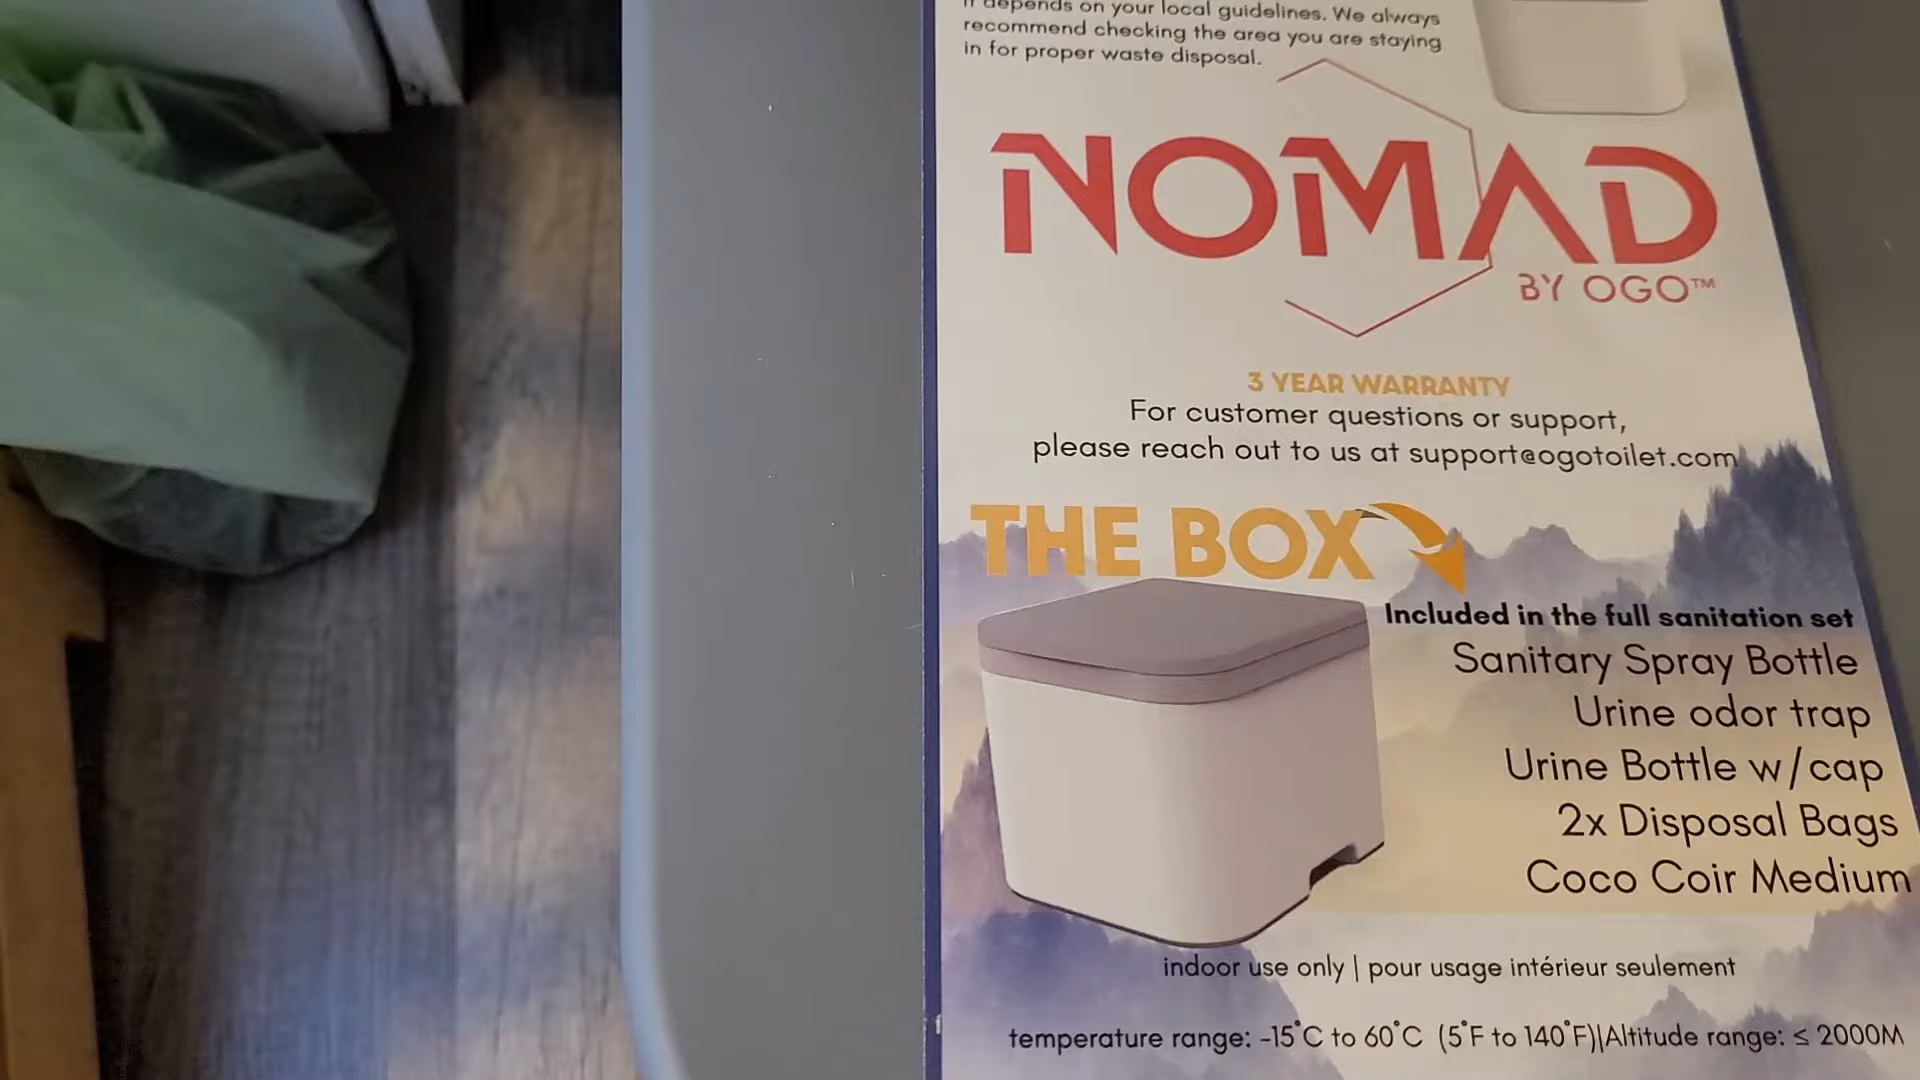 It depends on your local guidelines. We always
recommend checking the area you are staying
in for proper waste disposal.
NOMAD
BY OGO™
3 YEAR WARRANTY
For customer questions or support,
please reach out to us at support@ogotoilet.com
THE BOX
Included in the full sanitation set
Sanitary Spray Bottle
Urine odor trap
Urine Bottle w/cap
2x Disposal Bags
Coco Coir Medium
indoor use only | pour usage intérieur seulement
temperature range: -15°C to 60°C (5°F to 140°F)|Altitude range: ≤ 2000M